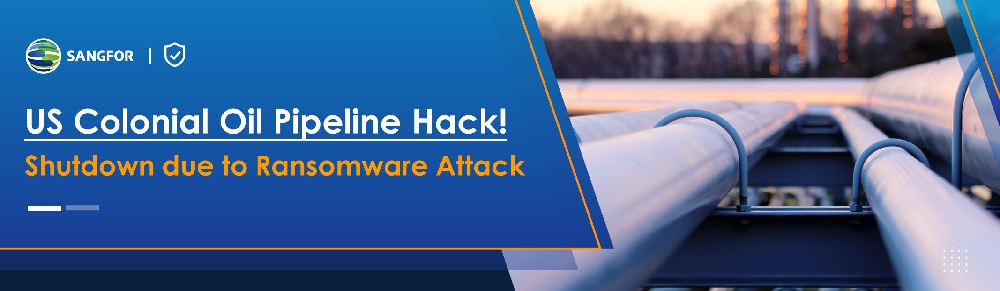 SANGFOR
US Colonial Oil Pipeline Hack!
Shutdown due to Ransomware Attack